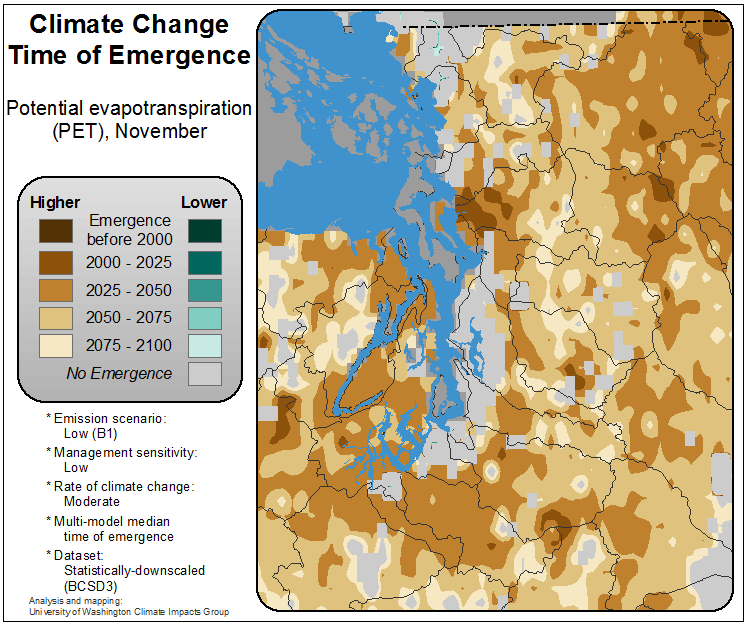 Climate Change
Time of Emergence
Potential evapotranspiration
(PET), November
Higher Lower
Emergence
before 2000
2000 - 2025
2025 - 2050
2050 - 2075
2075 - 2100
No Emergence
* Emission scenario:
Low (B1)
* Management sensitivity:
Low
* Rate of climate change:
Moderate
* Multi-model median
time of emergence
* Dataset:
Statistically-downscaled
(BCSD3)
Analysis and mapping:
University of Washington Climate Impacts Group